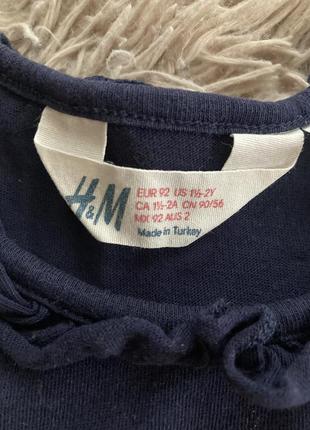 H&M
EUR 92 US 1½-2Y
CA 1½-2A CN 90/56
MX 92 AUS 2
Made in Turkey